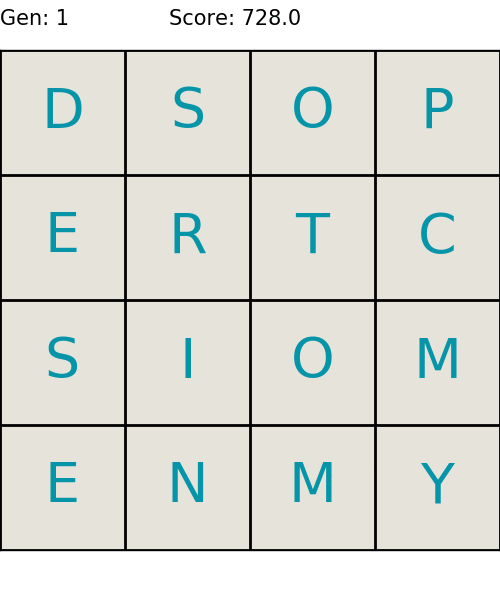 Gen: 1 Score: 728.0
D S O P
E R T C
S I O M
E N M Y